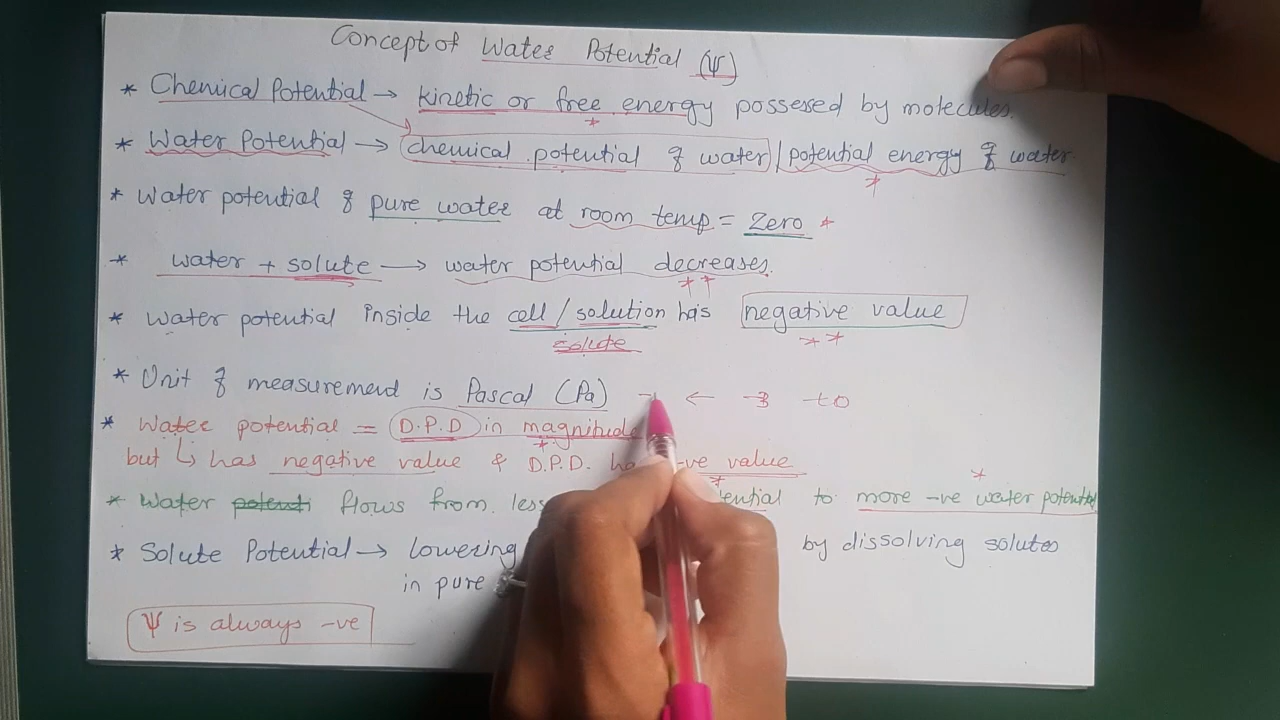 Concept of Water Potential (Ψ)
* Chemical Potential → kinetic or free energy possessed by molecules.
* Water Potential → chemical potential of water / potential energy of water
* Water potential of pure water at room temp = Zero *
* water + solute → water potential decreases.
* Water potential inside the cell / solution has negative value
solute
* Unit of measurement is Pascal (Pa) ← -3 to
* Water potential = D.P.D in magnitude
but ↳ has negative value & D.P.D. -ve value
* Water potenti flows from less to more -ve water potential
* Solute Potential → lowering by dissolving solutes
in pure
Ψ is always -ve